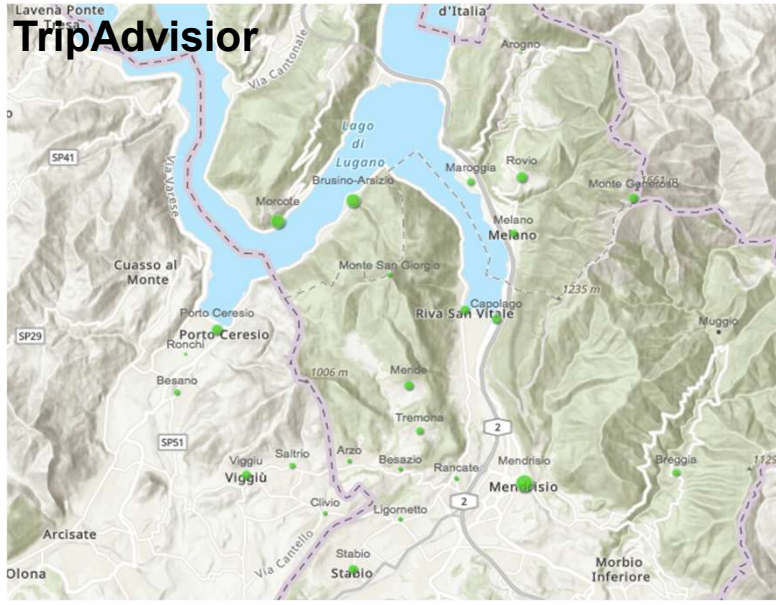 Lavena Ponte
Tresa
d'Italia
TripAdvisior
Arogno
Via Cantonale
Lago
di
Lugano
SP41
Via Varese
Maroggia
Rovio
Brusino-Arsizio
1661 m
Monte Generoso
Morcote
Melano
Melano
Cuasso al
Monte
Monte San Giorgio
1235 m
Capolago
Riva San Vitale
Porto Ceresio
Porto Ceresio
Muggio
SP29
Ronchi
1006 m
Mende
Besano
Tremona
2
SP51
Arzo
Saltrio
Viggiu
Viggiù
Besazio
Rancate
Mendrisio
Mendrisio
Breggia
1129
Clivio
2
Ligornetto
Arcisate
Via Cantello
Stabio
Stabio
Morbio
Inferiore
Olona